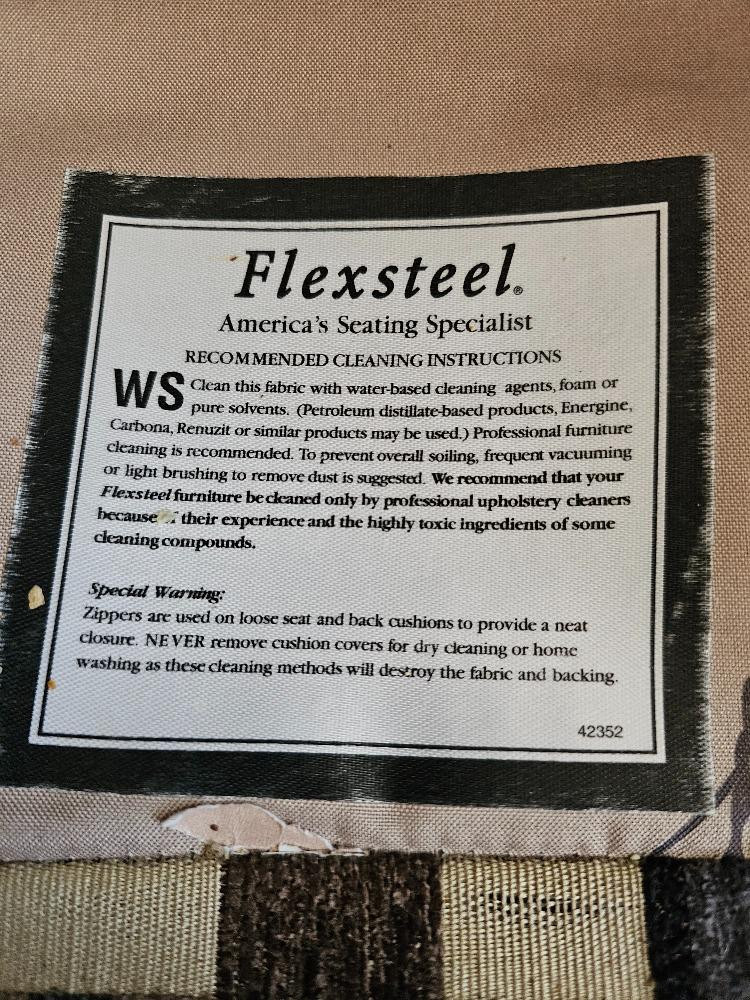 Flexsteel®
America's Seating Specialist
RECOMMENDED CLEANING INSTRUCTIONS
WS Clean this fabric with water-based cleaning agents, foam or
pure solvents. (Petroleum distillate-based products, Energine,
Carbona, Renuzit or similar products may be used.) Professional furniture
cleaning is recommended. To prevent overall soiling, frequent vacuuming
or light brushing to remove dust is suggested. We recommend that your
Flexsteel furniture be cleaned only by professional upholstery cleaners
because their experience and the highly toxic ingredients of some
cleaning compounds.
Special Warning:
Zippers are used on loose seat and back cushions to provide a neat
closure. NEVER remove cushion covers for dry cleaning or home
washing as these cleaning methods will destroy the fabric and backing.
42352